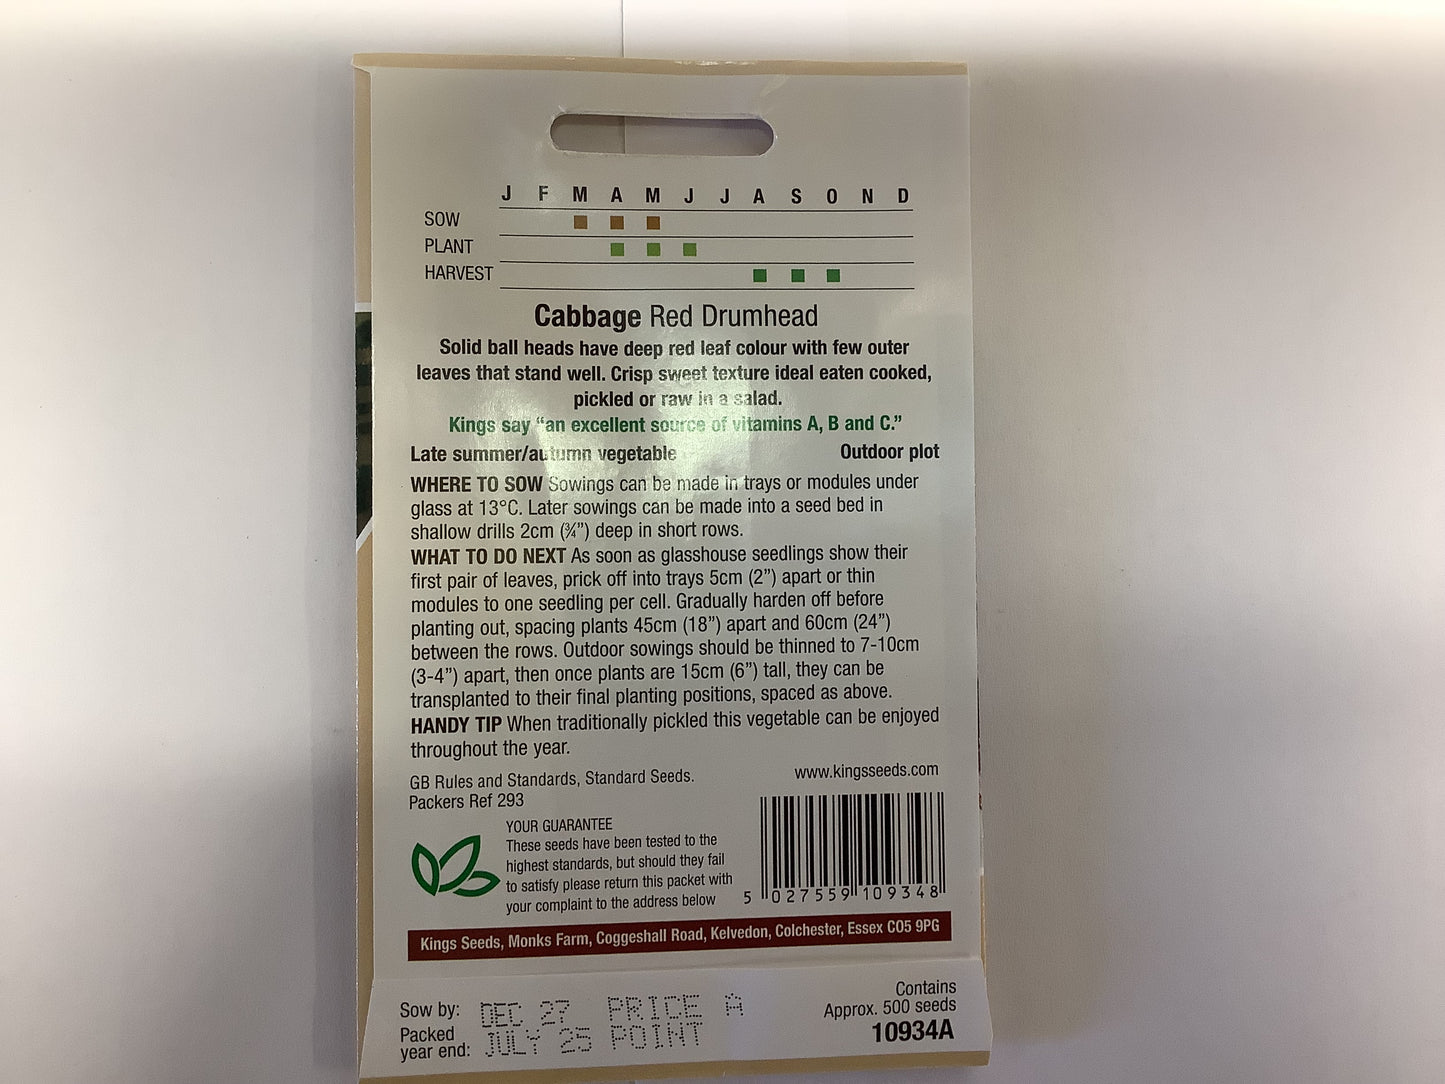 J F M A M J J A S O N D
SOW
PLANT
HARVEST
Cabbage Red Drumhead
Solid ball heads have deep red leaf colour with few outer
leaves that stand well. Crisp sweet texture ideal eaten cooked,
pickled or raw in a salad.
Kings say “an excellent source of vitamins A, B and C.”
Late summer/autumn vegetable Outdoor plot
WHERE TO SOW Sowings can be made in trays or modules under
glass at 13°C. Later sowings can be made into a seed bed in
shallow drills 2cm (¾”) deep in short rows.
WHAT TO DO NEXT As soon as glasshouse seedlings show their
first pair of leaves, prick off into trays 5cm (2”) apart or thin
modules to one seedling per cell. Gradually harden off before
planting out, spacing plants 45cm (18”) apart and 60cm (24”)
between the rows. Outdoor sowings should be thinned to 7-10cm
(3-4”) apart, then once plants are 15cm (6”) tall, they can be
transplanted to their final planting positions, spaced as above.
HANDY TIP When traditionally pickled this vegetable can be enjoyed
throughout the year.
GB Rules and Standards, Standard Seeds. www.kingsseeds.com
Packers Ref 293
YOUR GUARANTEE
These seeds have been tested to the
highest standards, but should they fail
to satisfy please return this packet with
your complaint to the address below
5 027559 109348
Kings Seeds, Monks Farm, Coggeshall Road, Kelvedon, Colchester, Essex CO5 9PG
Sow by: DEC 27 PRICE A
Packed
year end: JULY 25 POINT
Contains
Approx. 500 seeds
10934A